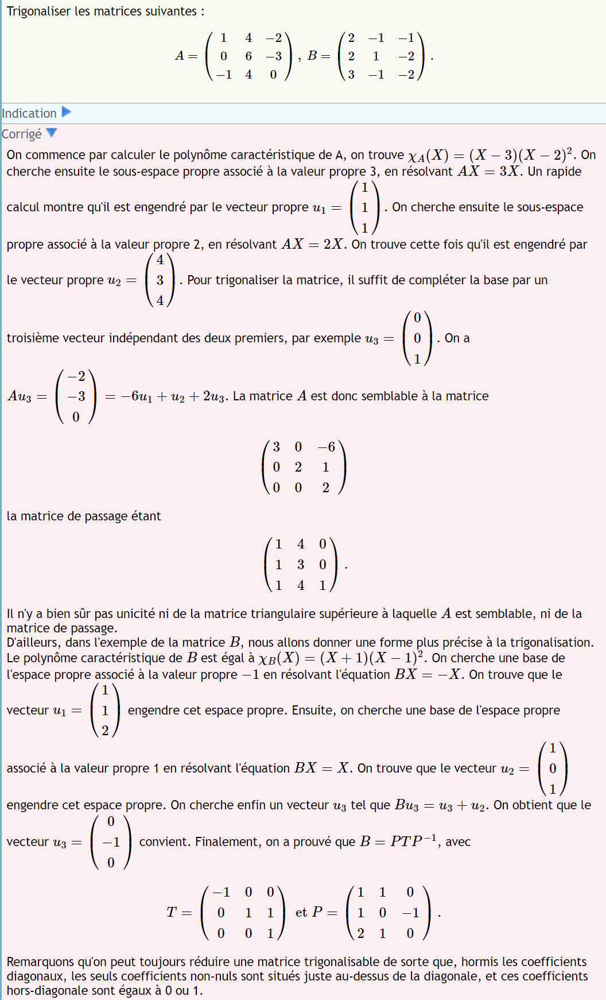 Trigonaliser les matrices suivantes :
A = \begin{pmatrix} 1 & 4 & -2 \\ 0 & 6 & -3 \\ -1 & 4 & 0 \end{pmatrix}, B = \begin{pmatrix} 2 & -1 & -1 \\ 2 & 1 & -2 \\ 3 & -1 & -2 \end{pmatrix}.
Indication
Corrigé
On commence par calculer le polynôme caractéristique de A, on trouve χ_A(X) = (X − 3)(X − 2)². On
cherche ensuite le sous-espace propre associé à la valeur propre 3, en résolvant AX = 3X. Un rapide
calcul montre qu'il est engendré par le vecteur propre u₁ = \begin{pmatrix} 1 \\ 1 \\ 1 \end{pmatrix}. On cherche ensuite le sous-espace
propre associé à la valeur propre 2, en résolvant AX = 2X. On trouve cette fois qu'il est engendré par
le vecteur propre u₂ = \begin{pmatrix} 4 \\ 3 \\ 4 \end{pmatrix}. Pour trigonaliser la matrice, il suffit de compléter la base par un
troisième vecteur indépendant des deux premiers, par exemple u₃ = \begin{pmatrix} 0 \\ 0 \\ 1 \end{pmatrix}. On a
Au₃ = \begin{pmatrix} -2 \\ -3 \\ 0 \end{pmatrix} = −6u₁ + u₂ + 2u₃. La matrice A est donc semblable à la matrice
\begin{pmatrix} 3 & 0 & -6 \\ 0 & 2 & 1 \\ 0 & 0 & 2 \end{pmatrix}
la matrice de passage étant
\begin{pmatrix} 1 & 4 & 0 \\ 1 & 3 & 0 \\ 1 & 4 & 1 \end{pmatrix}.
Il n'y a bien sûr pas unicité ni de la matrice triangulaire supérieure à laquelle A est semblable, ni de la
matrice de passage.
D'ailleurs, dans l'exemple de la matrice B, nous allons donner une forme plus précise à la trigonalisation.
Le polynôme caractéristique de B est égal à χ_B(X) = (X + 1)(X − 1)². On cherche une base de
l'espace propre associé à la valeur propre −1 en résolvant l'équation BX = −X. On trouve que le
vecteur u₁ = \begin{pmatrix} 1 \\ 1 \\ 2 \end{pmatrix} engendre cet espace propre. Ensuite, on cherche une base de l'espace propre
associé à la valeur propre 1 en résolvant l'équation BX = X. On trouve que le vecteur u₂ = \begin{pmatrix} 1 \\ 0 \\ 1 \end{pmatrix}
engendre cet espace propre. On cherche enfin un vecteur u₃ tel que Bu₃ = u₃ + u₂. On obtient que le
vecteur u₃ = \begin{pmatrix} 0 \\ -1 \\ 0 \end{pmatrix} convient. Finalement, on a prouvé que B = PTP⁻¹, avec
T = \begin{pmatrix} -1 & 0 & 0 \\ 0 & 1 & 1 \\ 0 & 0 & 1 \end{pmatrix} et P = \begin{pmatrix} 1 & 1 & 0 \\ 1 & 0 & -1 \\ 2 & 1 & 0 \end{pmatrix}.
Remarquons qu'on peut toujours réduire une matrice trigonalisable de sorte que, hormis les coefficients
diagonaux, les seuls coefficients non-nuls sont situés juste au-dessus de la diagonale, et ces coefficients
hors-diagonale sont égaux à 0 ou 1.